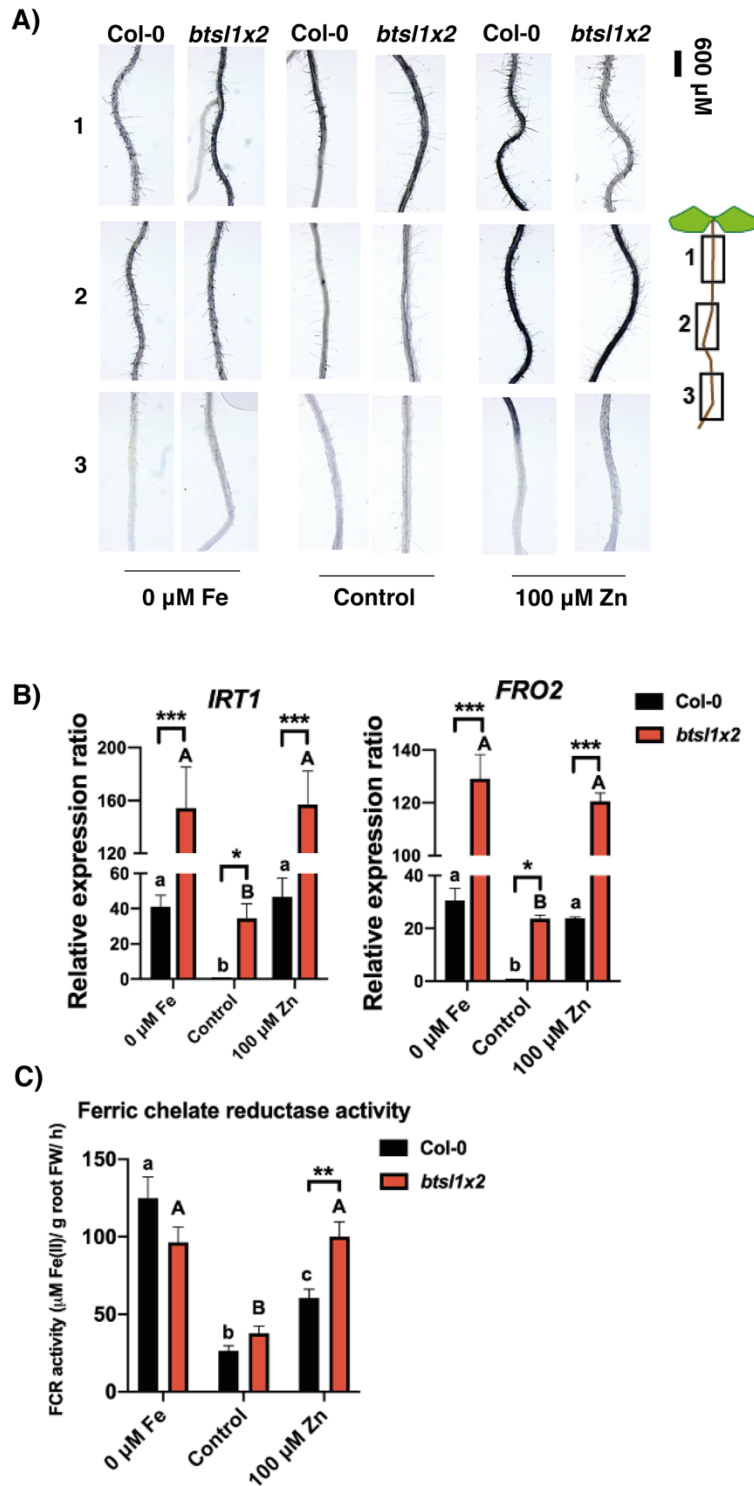 A)
Col-0 btsl1x2 Col-0 btsl1x2 Col-0 btsl1x2
600 µM
1
2
3
1
2
3
0 µM Fe Control 100 µM Zn
B)
IRT1
Relative expression ratio
200
160
120
60
40
20
0
*** * ***
a A b B a A
0 µM Fe Control 100 µM Zn
FRO2
Relative expression ratio
140
120
100
40
20
0
*** * ***
a A b B a A
0 µM Fe Control 100 µM Zn
Col-0
btsl1x2
C)
Ferric chelate reductase activity
FCR activity (µM Fe(II)/ g root FW/ h)
150
100
50
0
**
a A b B c A
0 µM Fe Control 100 µM Zn
Col-0
btsl1x2